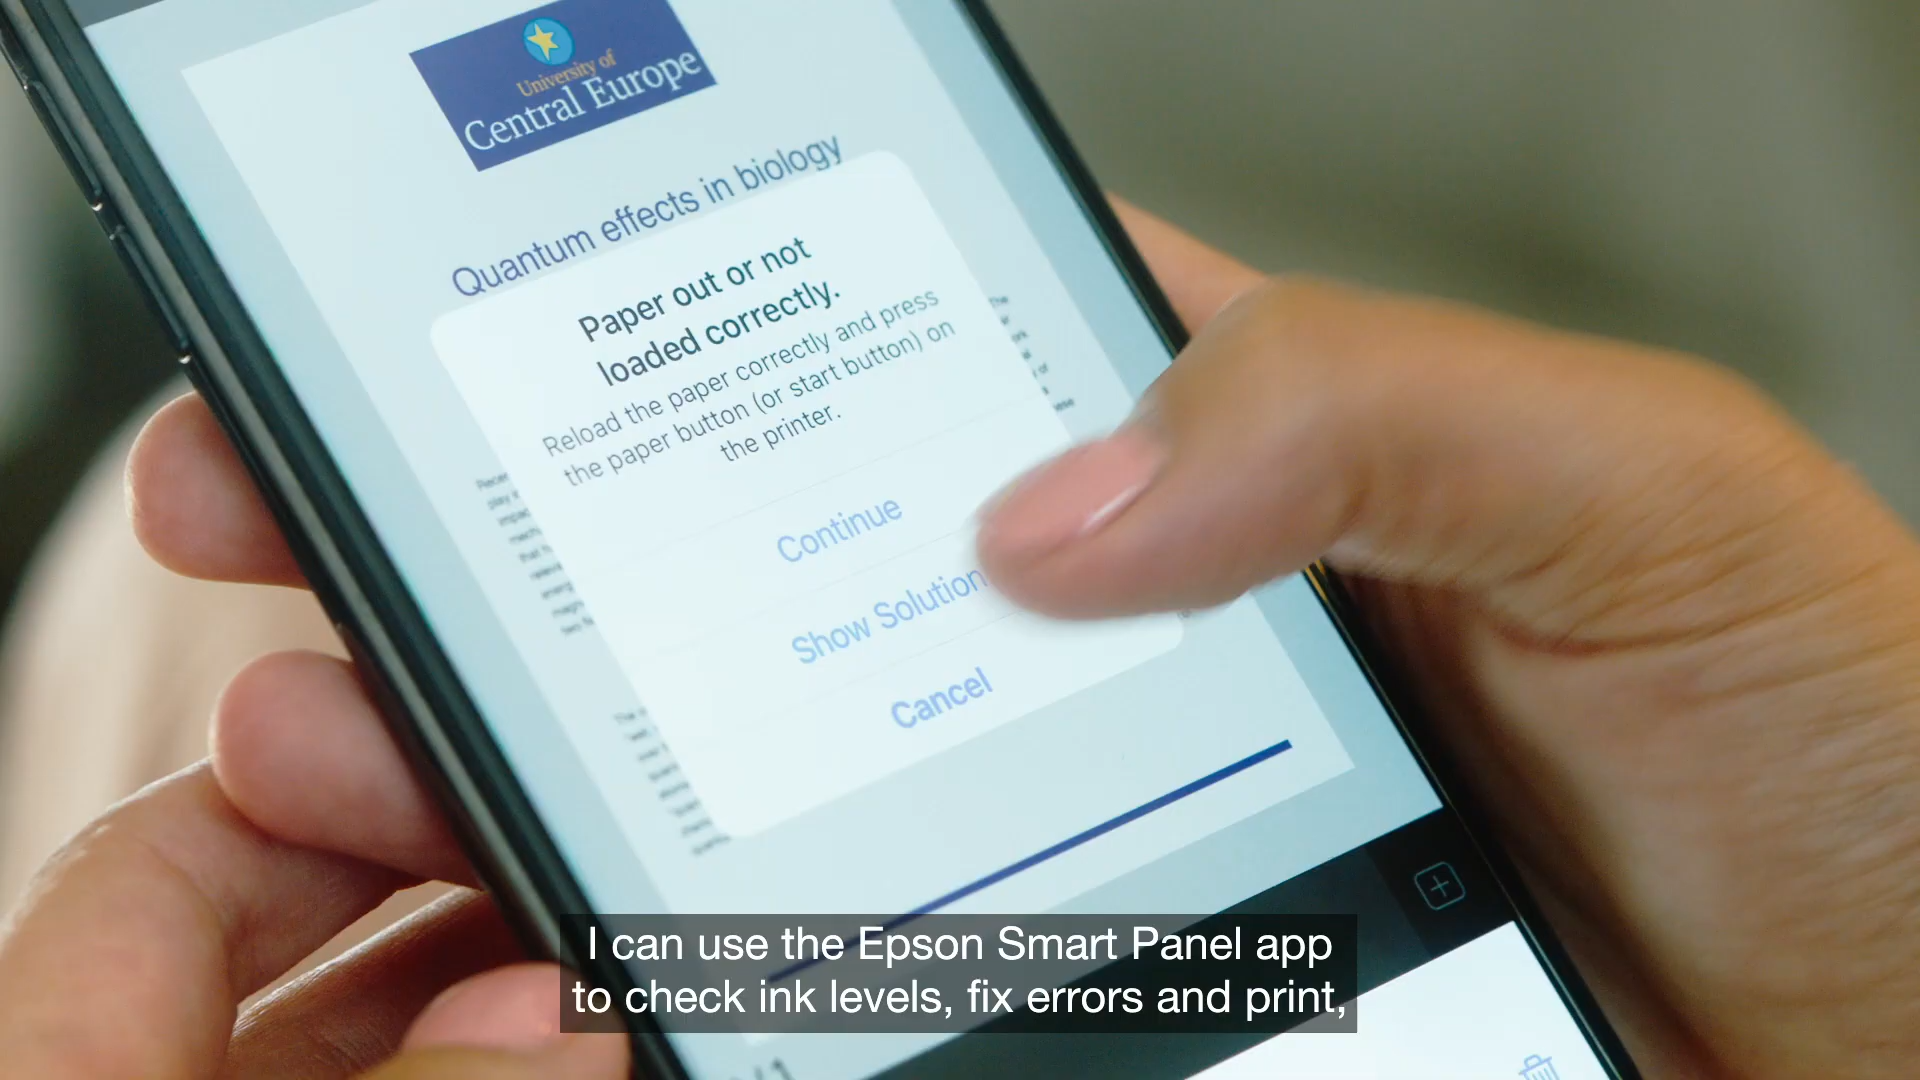 University of
Central Europe
Quantum effects in biology
Paper out or not
loaded correctly.
Reload the paper correctly and press
the paper button (or start button) on
the printer.
Continue
Show Solution
Cancel
I can use the Epson Smart Panel app
to check ink levels, fix errors and print,